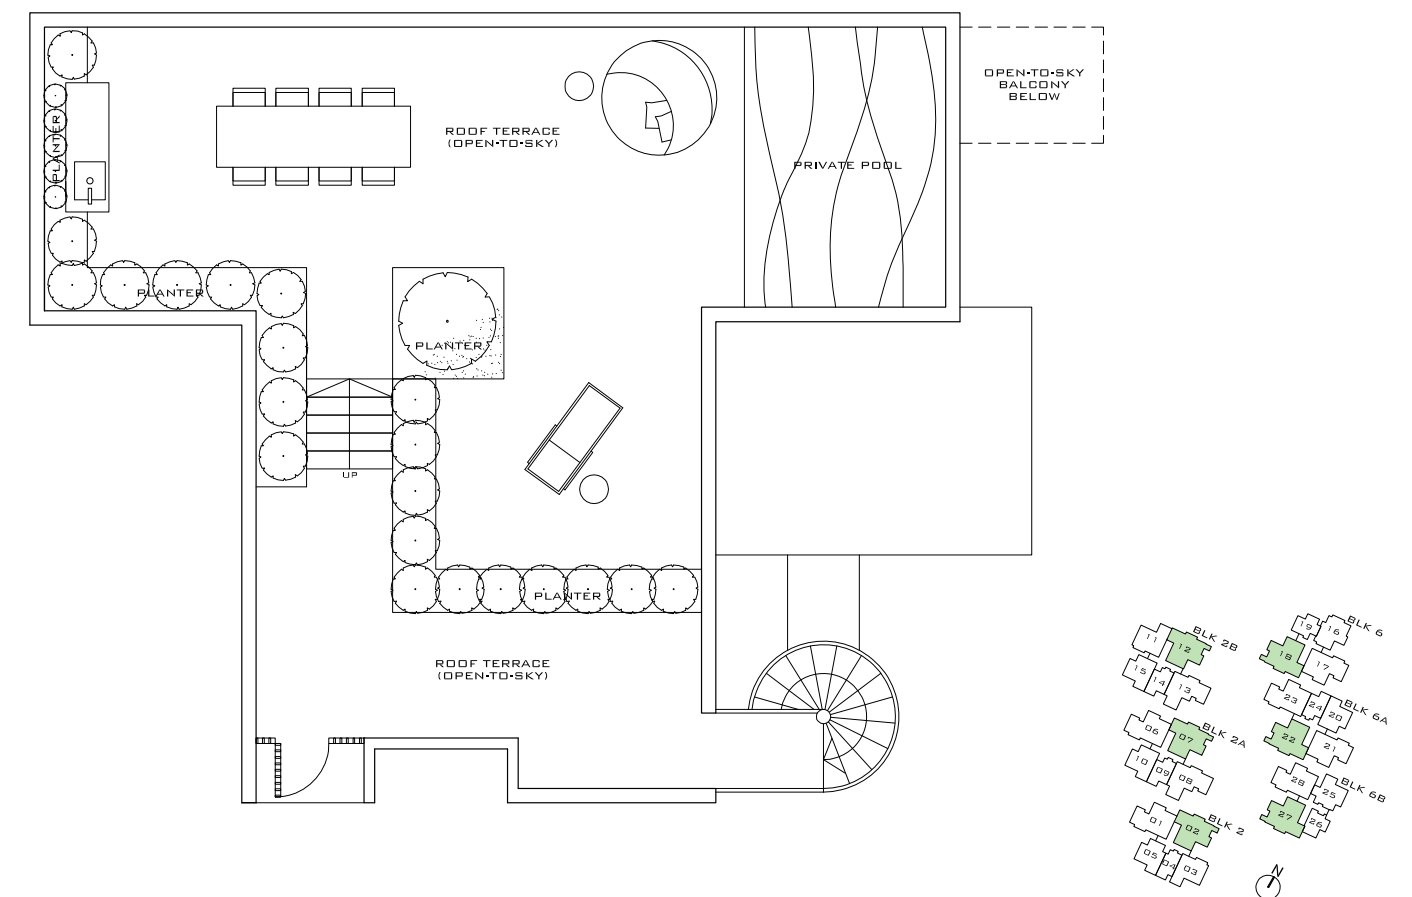 OPEN-TO-SKY
BALCONY
BELOW
ROOF TERRACE
(OPEN-TO-SKY)
PRIVATE POOL
PLANTER
PLANTER
PLANTER
UP
PLANTER
ROOF TERRACE
(OPEN-TO-SKY)
BLK 2B
11
12
15
14
13
BLK 2A
06
07
10
09
08
BLK 2
01
02
05
04
03
BLK 6
19
16
18
17
BLK 6A
23
24
20
22
21
BLK 6B
28
25
27
26
N